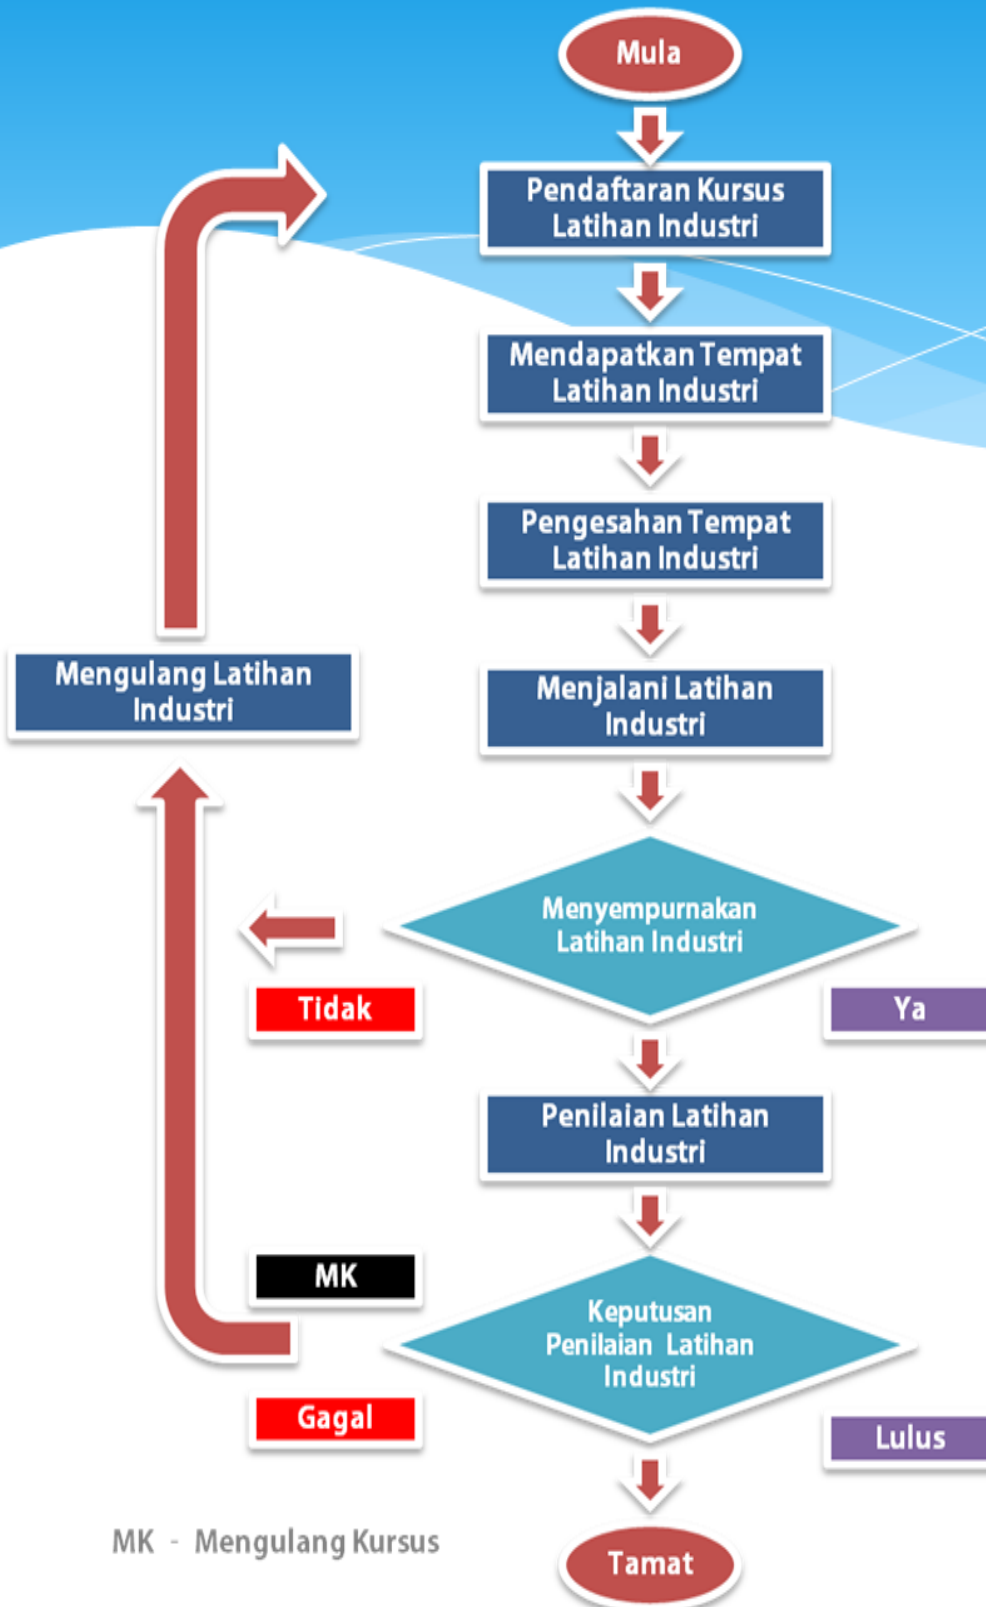 Mula
Pendaftaran Kursus
Latihan Industri
Mendapatkan Tempat
Latihan Industri
Pengesahan Tempat
Latihan Industri
Mengulang Latihan
Industri
Menjalani Latihan
Industri
Menyempurnakan
Latihan Industri
Tidak
Ya
Penilaian Latihan
Industri
MK
Keputusan
Penilaian Latihan
Industri
Gagal
Lulus
MK - Mengulang Kursus
Tamat